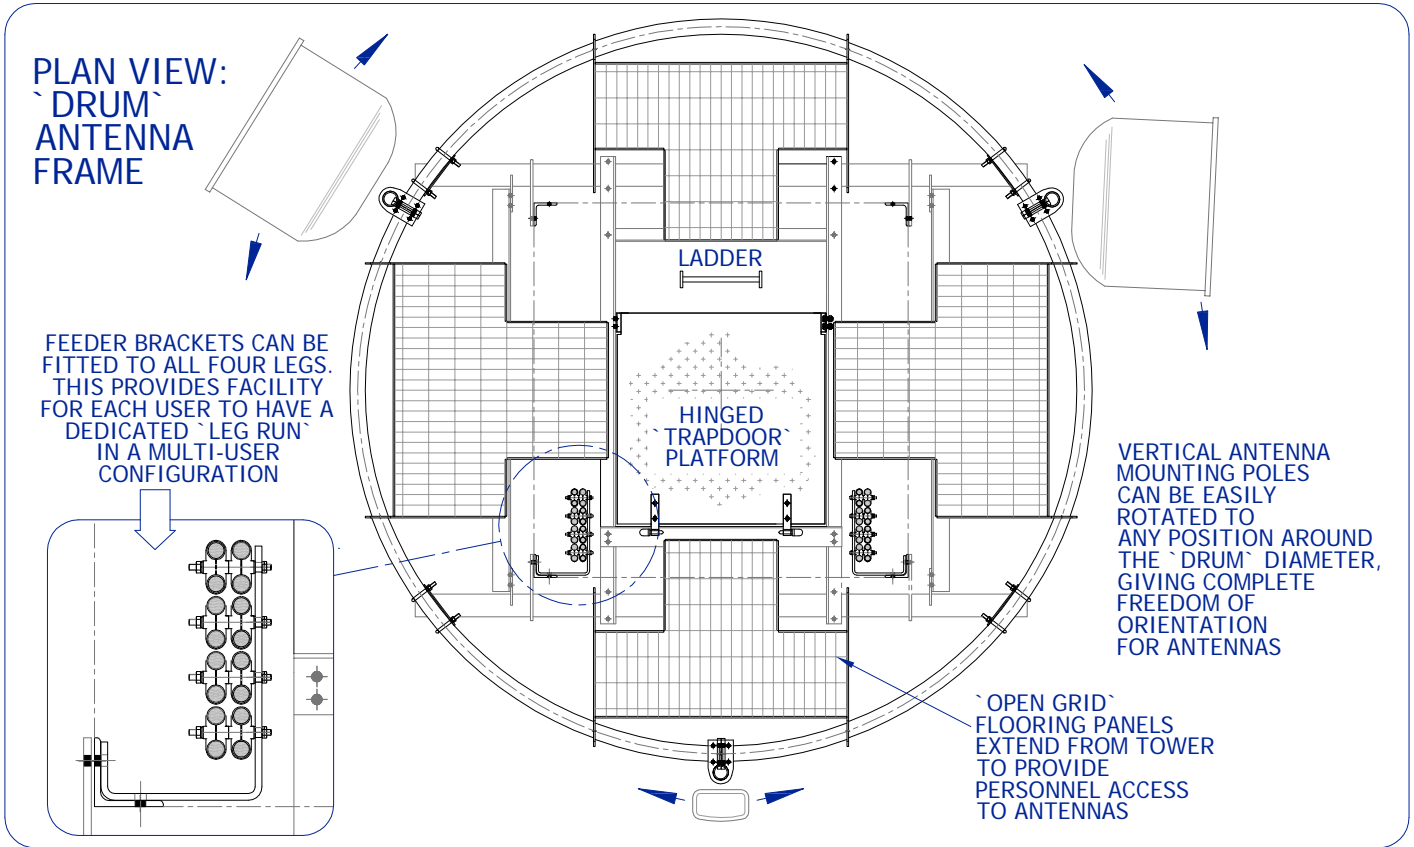 PLAN VIEW:
`DRUM`
ANTENNA
FRAME
LADDER
FEEDER BRACKETS CAN BE
FITTED TO ALL FOUR LEGS.
THIS PROVIDES FACILITY
FOR EACH USER TO HAVE A
DEDICATED `LEG RUN`
IN A MULTI-USER
CONFIGURATION
HINGED
`TRAPDOOR`
PLATFORM
VERTICAL ANTENNA
MOUNTING POLES
CAN BE EASILY
ROTATED TO
ANY POSITION AROUND
THE `DRUM` DIAMETER,
GIVING COMPLETE
FREEDOM OF
ORIENTATION
FOR ANTENNAS
`OPEN GRID`
FLOORING PANELS
EXTEND FROM TOWER
TO PROVIDE
PERSONNEL ACCESS
TO ANTENNAS